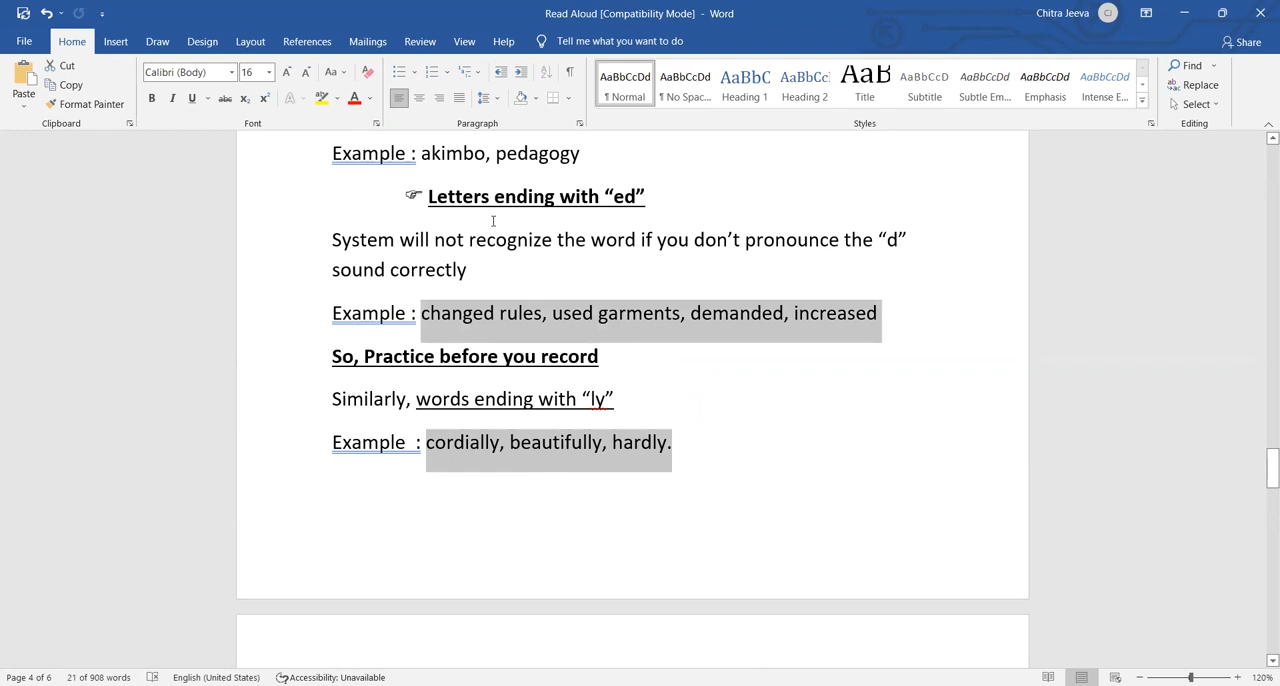 Read Aloud [Compatibility Mode] - Word
Chitra Jeeva
CJ
File Home Insert Draw Design Layout References Mailings Review View Help Tell me what you want to do
Share
Paste
Cut
Copy
Format Painter
Calibri (Body) 16
Aa
B I U abc x₂ x²
A
AaBbCcDd AaBbCcDd AaBbC AaBbCc AaB AaBbCcD AaBbCcDd AaBbCcDd AaBbCcDd
¶ Normal ¶ No Spac... Heading 1 Heading 2 Title Subtitle Subtle Em... Emphasis Intense E...
Find
Replace
Select
Clipboard Font Paragraph Styles Editing
Example : akimbo, pedagogy
☞ Letters ending with “ed”
System will not recognize the word if you don’t pronounce the “d”
sound correctly
Example : changed rules, used garments, demanded, increased
So, Practice before you record
Similarly, words ending with “ly”
Example : cordially, beautifully, hardly.
Page 4 of 6 21 of 908 words English (United States) Accessibility: Unavailable 120%